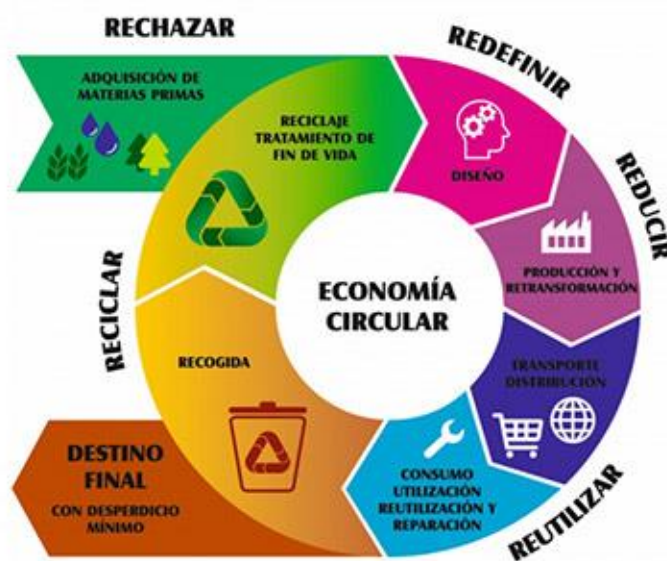 RECHAZAR
REDEFINIR
ADQUISICIÓN DE
MATERIAS PRIMAS
RECICLAJE
TRATAMIENTO DE
FIN DE VIDA
DISEÑO
REDUCIR
PRODUCCIÓN Y
RETRANSFORMACIÓN
ECONOMÍA
CIRCULAR
RECICLAR
TRANSPORTE
DISTRIBUCIÓN
RECOGIDA
CONSUMO
UTILIZACIÓN
REUTILIZACIÓN Y
REPARACIÓN
REUTILIZAR
DESTINO
FINAL
CON DESPERDICIO
MÍNIMO